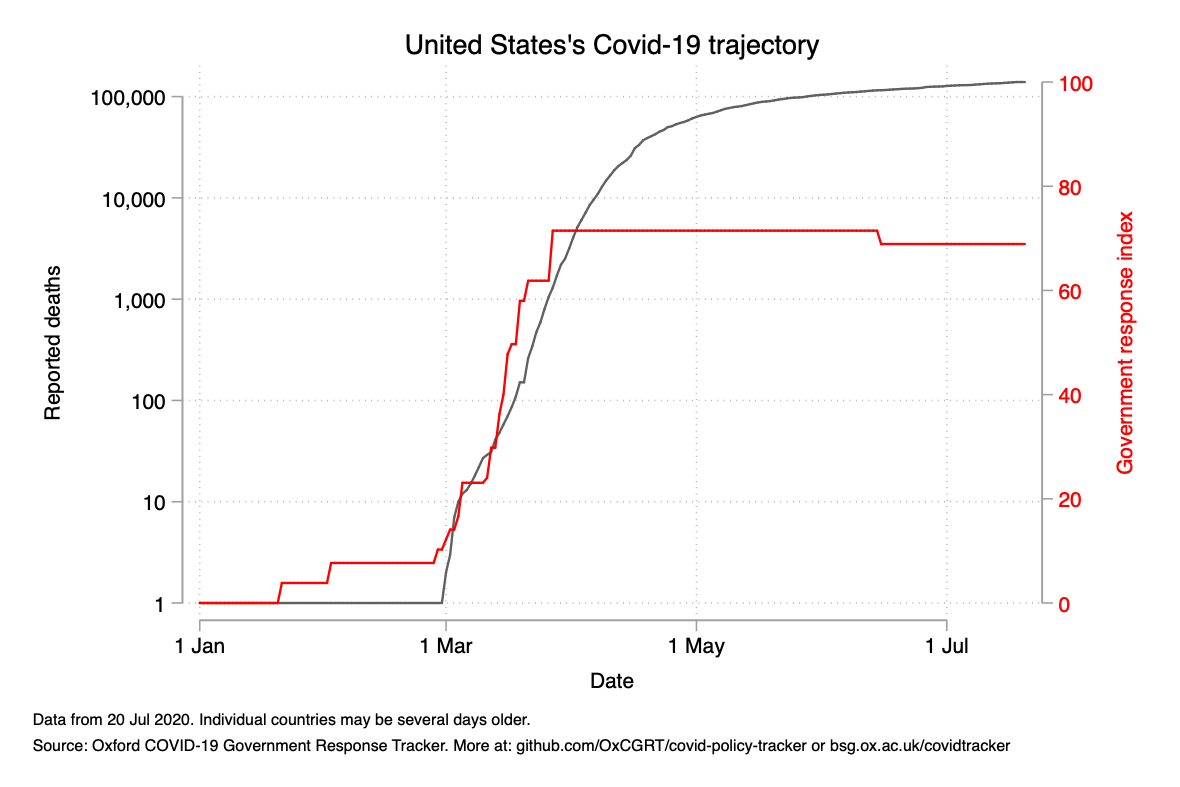 United States's Covid-19 trajectory
100,000
10,000
1,000
100
10
1
Reported deaths
100
80
60
40
20
0
Government response index
1 Jan
1 Mar
1 May
1 Jul
Date
Data from 20 Jul 2020. Individual countries may be several days older.
Source: Oxford COVID-19 Government Response Tracker. More at: github.com/OxCGRT/covid-policy-tracker or bsg.ox.ac.uk/covidtracker